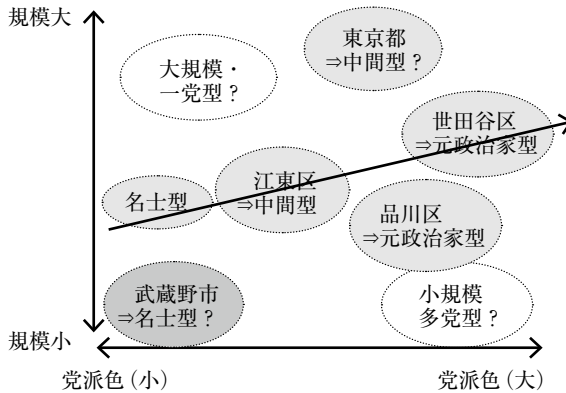 規模大
東京都
⇒中間型？
大規模・
一党型？
世田谷区
⇒元政治家型
江東区
⇒中間型
名士型
品川区
⇒元政治家型
武蔵野市
⇒名士型？
小規模
多党型？
規模小
党派色（小）
党派色（大）